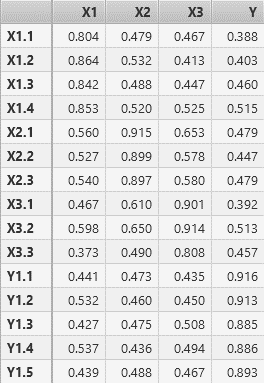 X1 X2 X3 Y
X1.1 0.804 0.479 0.467 0.388
X1.2 0.864 0.532 0.413 0.403
X1.3 0.842 0.488 0.447 0.460
X1.4 0.853 0.520 0.525 0.515
X2.1 0.560 0.915 0.653 0.479
X2.2 0.527 0.899 0.578 0.447
X2.3 0.540 0.897 0.580 0.479
X3.1 0.467 0.610 0.901 0.392
X3.2 0.598 0.650 0.914 0.513
X3.3 0.373 0.490 0.808 0.457
Y1.1 0.441 0.473 0.435 0.916
Y1.2 0.532 0.460 0.450 0.913
Y1.3 0.427 0.475 0.508 0.885
Y1.4 0.537 0.436 0.494 0.886
Y1.5 0.439 0.488 0.467 0.893